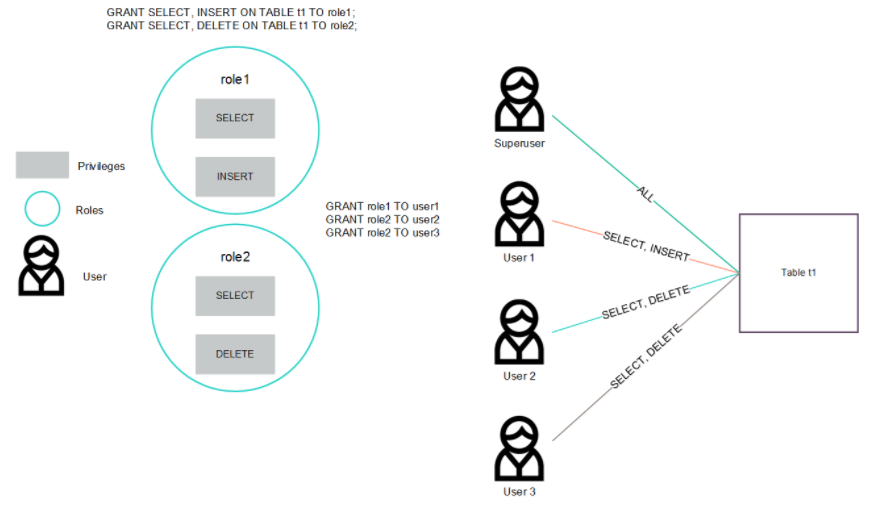 GRANT SELECT, INSERT ON TABLE t1 TO role1;
GRANT SELECT, DELETE ON TABLE t1 TO role2;
role1
SELECT
INSERT
Privileges
Roles
User
GRANT role1 TO user1
GRANT role2 TO user2
GRANT role2 TO user3
role2
SELECT
DELETE
Superuser
User 1
User 2
User 3
ALL
SELECT, INSERT
SELECT, DELETE
SELECT, DELETE
Table t1